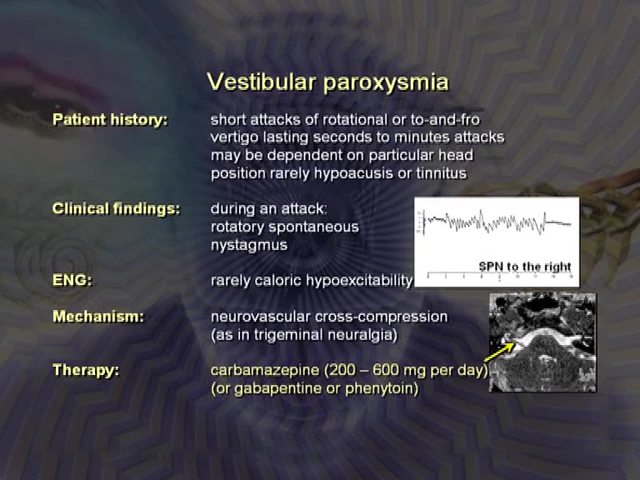 Vestibular paroxysmia
Patient history: short attacks of rotational or to-and-fro
vertigo lasting seconds to minutes attacks
may be dependent on particular head
position rarely hypoacusis or tinnitus
Clinical findings: during an attack:
rotatory spontaneous
nystagmus
SPN to the right
ENG: rarely caloric hypoexcitability
Mechanism: neurovascular cross-compression
(as in trigeminal neuralgia)
Therapy: carbamazepine (200 – 600 mg per day)
(or gabapentine or phenytoin)